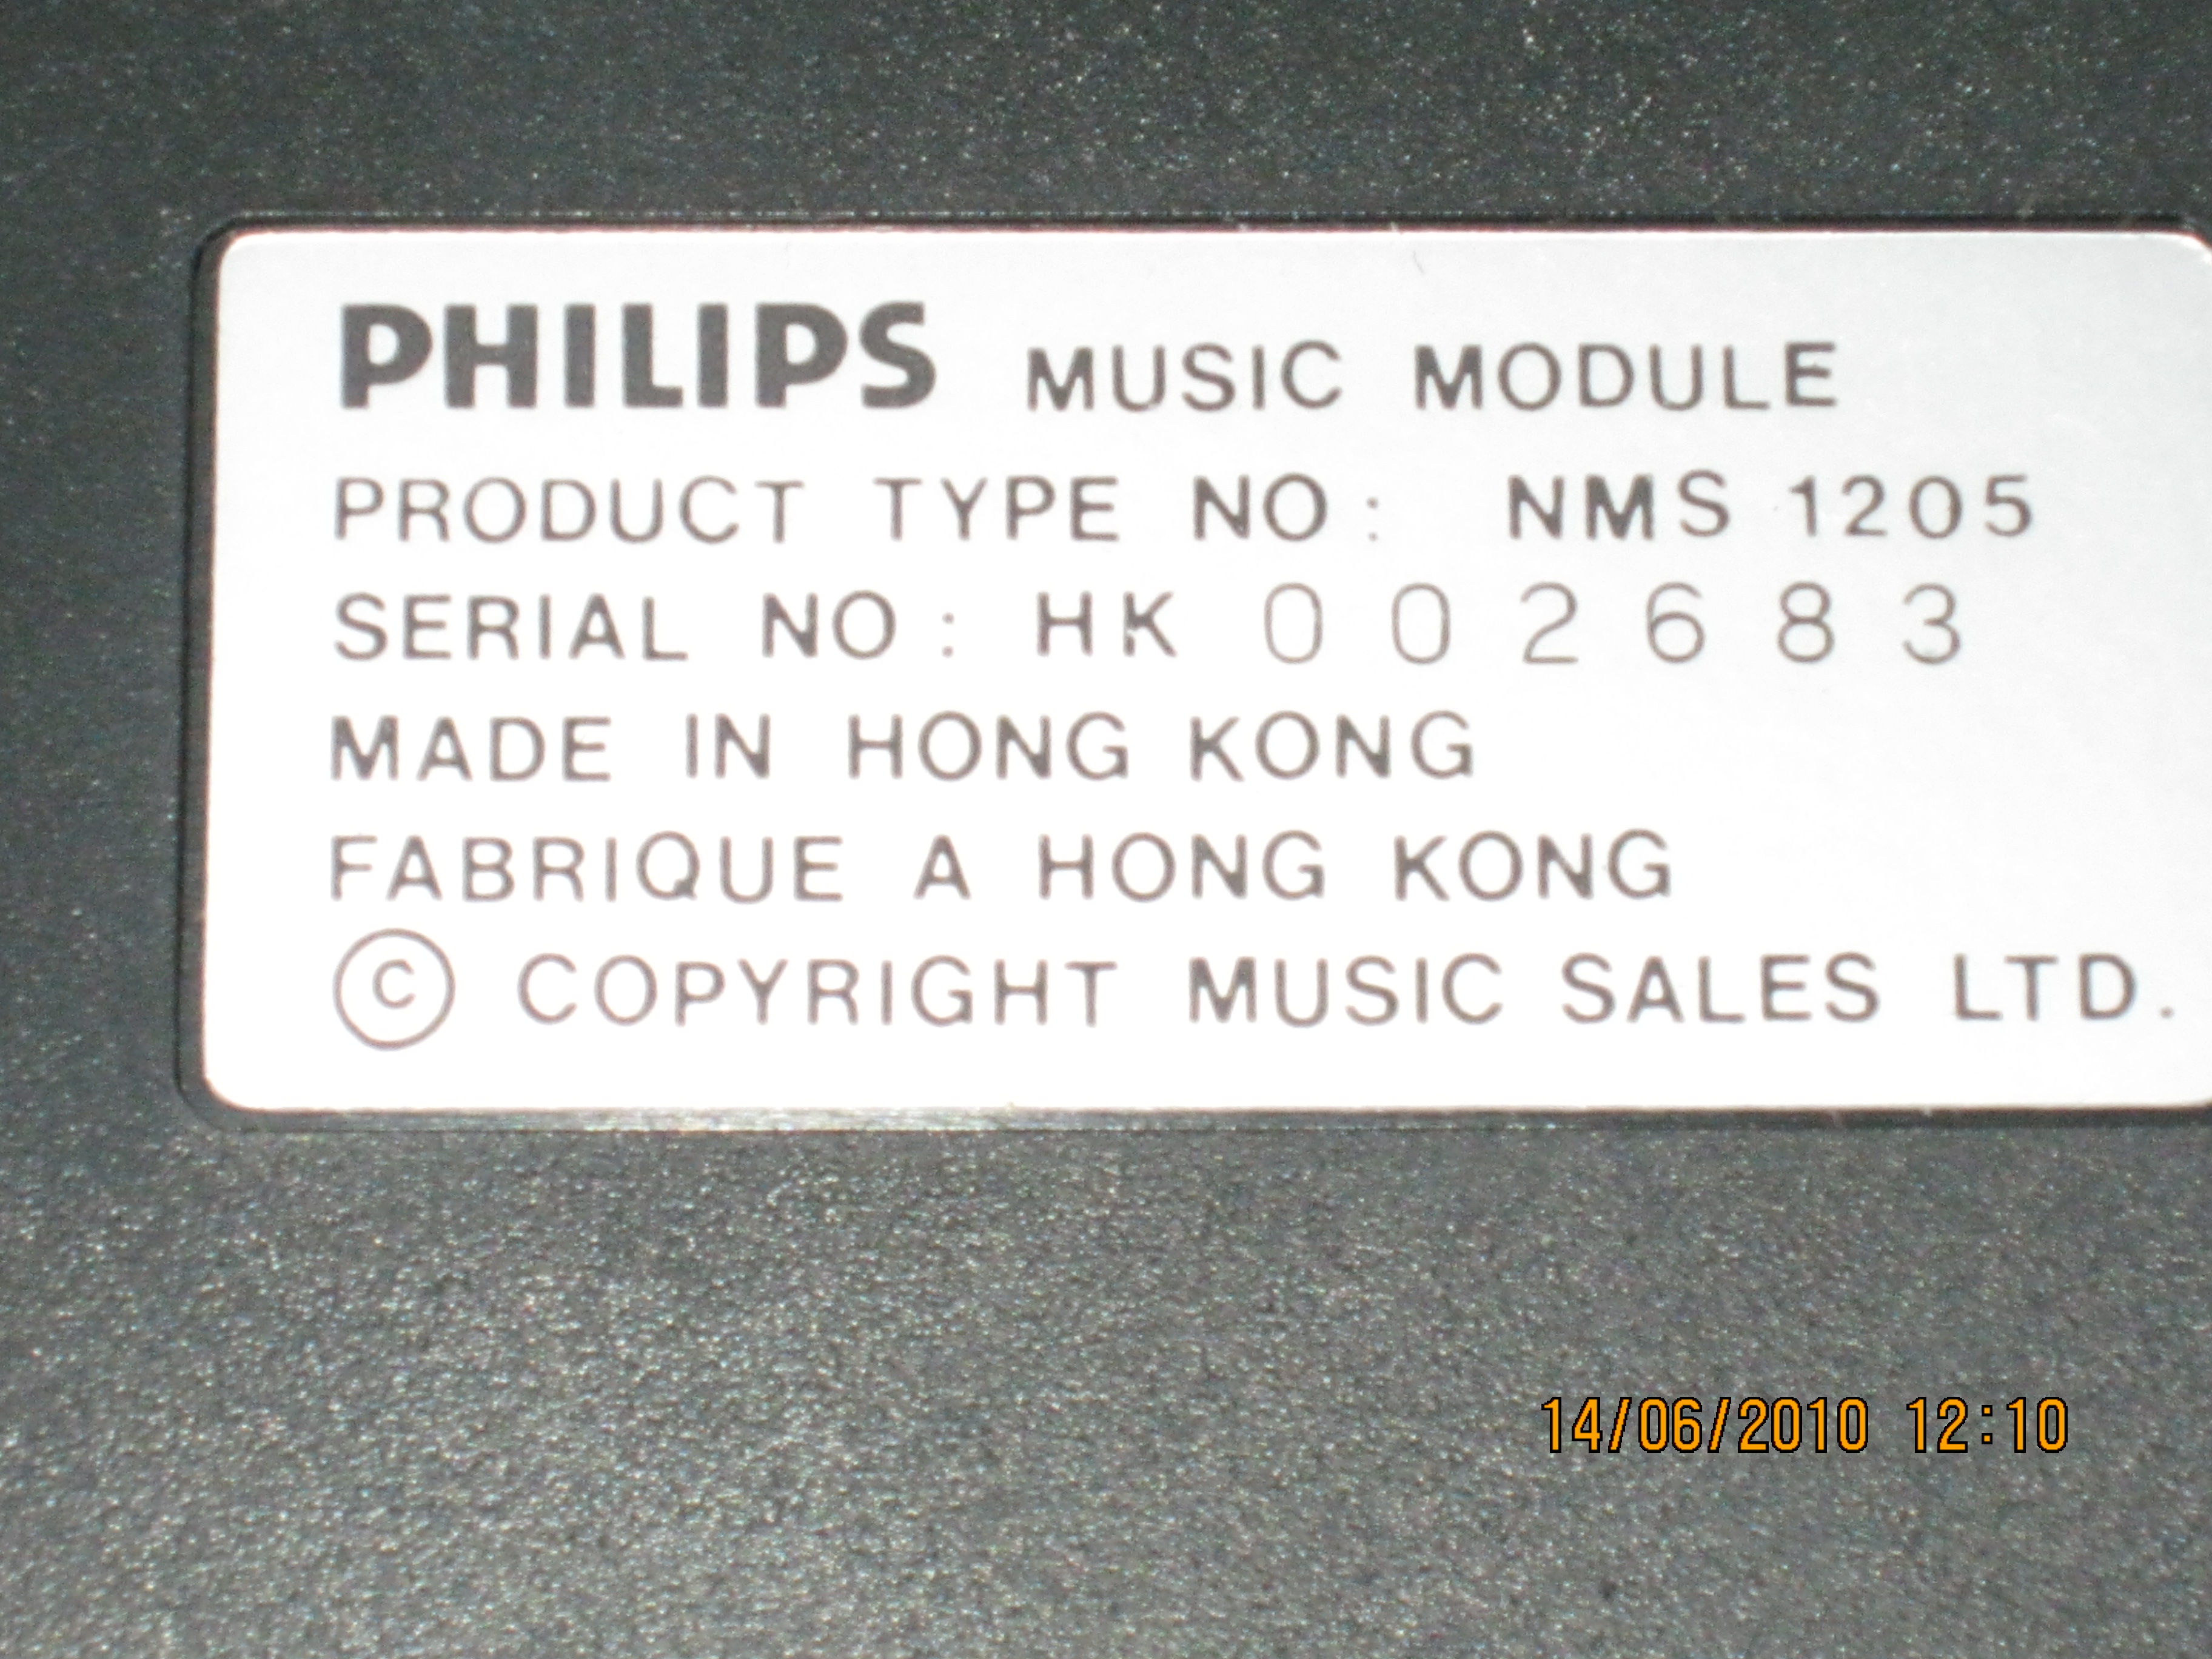 PHILIPS MUSIC MODULE
PRODUCT TYPE NO: NMS 1205
SERIAL NO: HK 002683
MADE IN HONG KONG
FABRIQUE A HONG KONG
© COPYRIGHT MUSIC SALES LTD.
14/06/2010 12:10